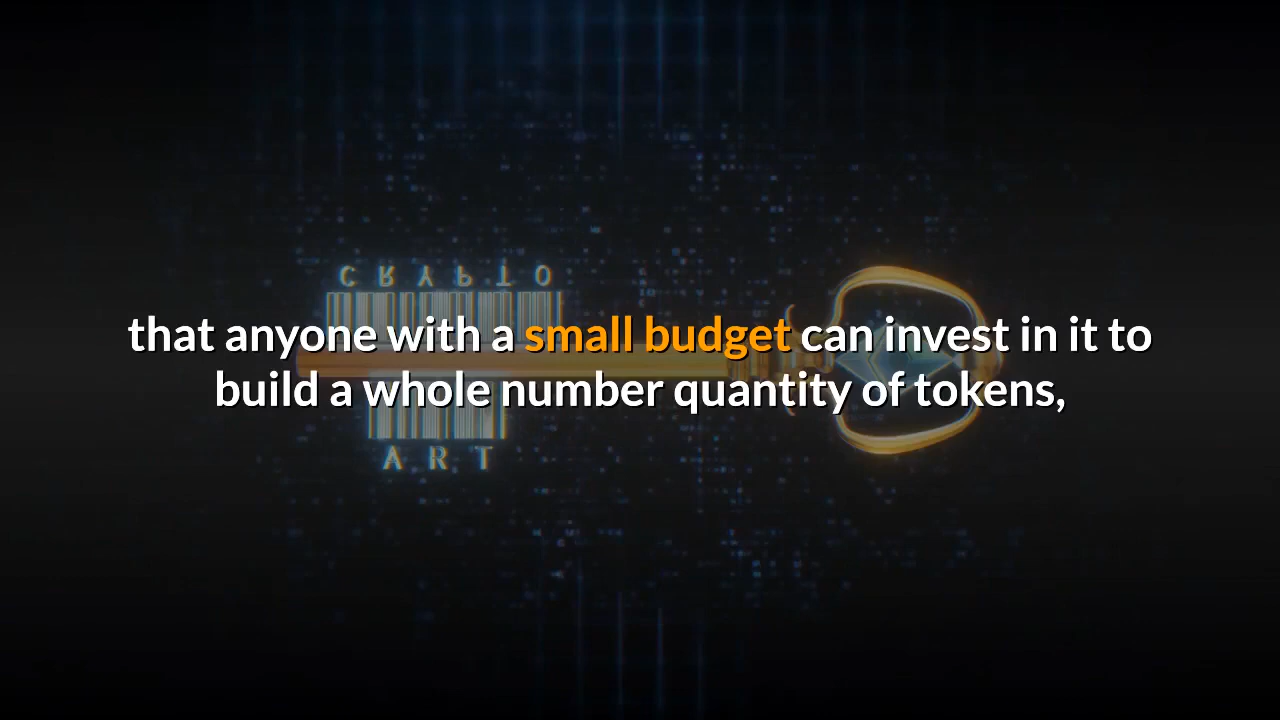 CRYPTO
that anyone with a small budget can invest in it to
build a whole number quantity of tokens,
ART